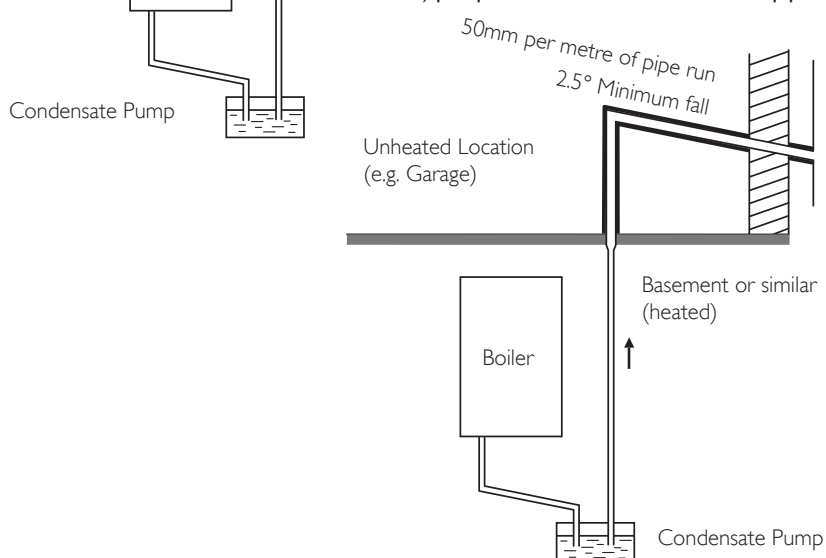 50mm per metre of pipe run
2.5° Minimum fall
Condensate Pump
Unheated Location
(e.g. Garage)
Basement or similar
(heated)
Boiler
Condensate Pump